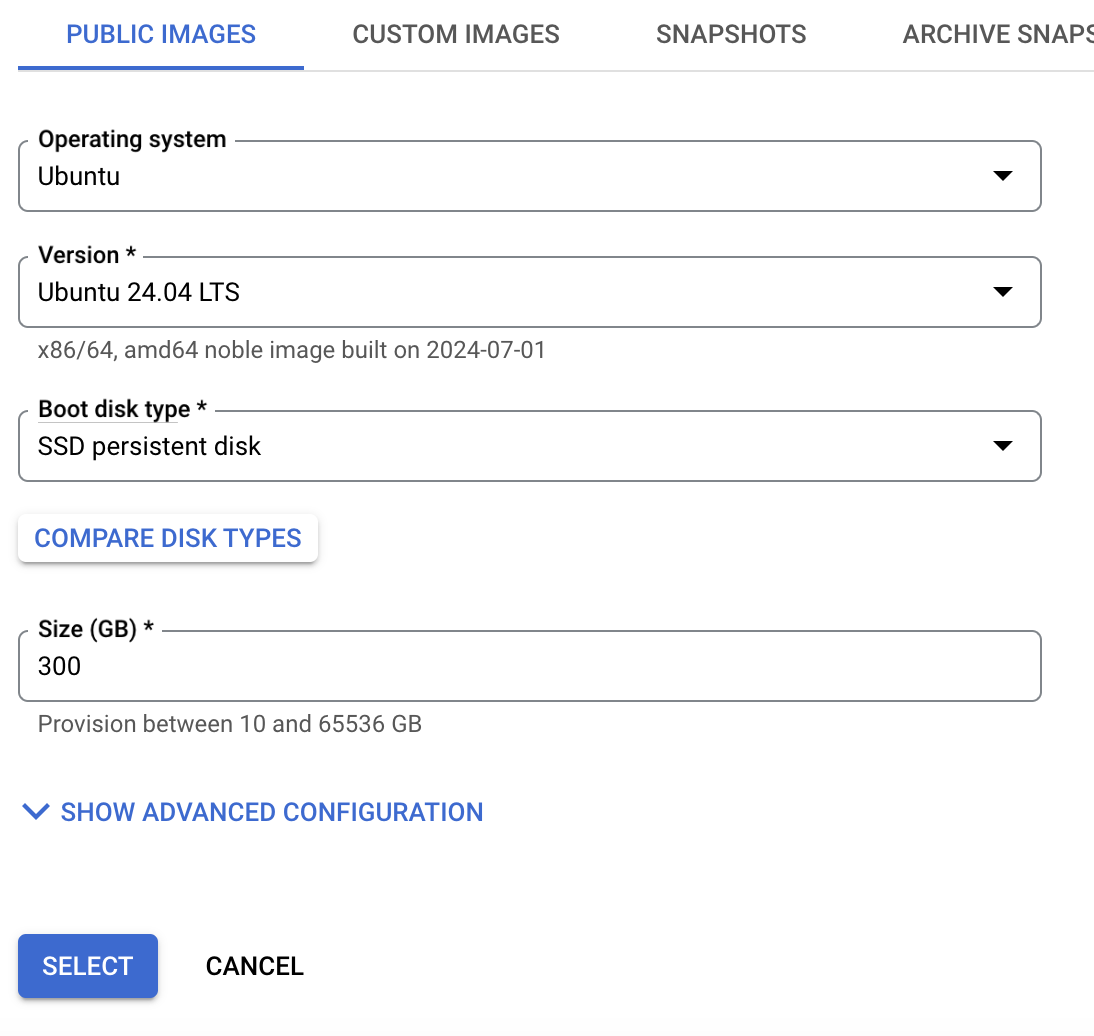 PUBLIC IMAGES CUSTOM IMAGES SNAPSHOTS ARCHIVE SNAPS
Operating system
Ubuntu
Version *
Ubuntu 24.04 LTS
x86/64, amd64 noble image built on 2024-07-01
Boot disk type *
SSD persistent disk
COMPARE DISK TYPES
Size (GB) *
300
Provision between 10 and 65536 GB
SHOW ADVANCED CONFIGURATION
SELECT CANCEL